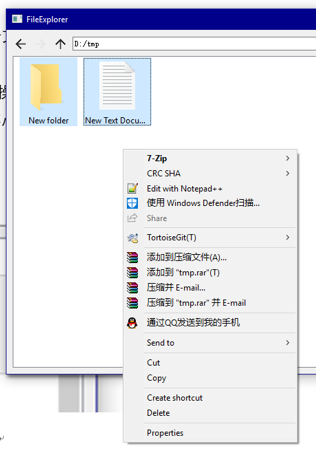 FileExplorer
D:/tmp
New folder
New Text Docu...
7-Zip
CRC SHA
Edit with Notepad++
使用 Windows Defender扫描...
Share
TortoiseGit(T)
添加到压缩文件(A)...
添加到 "tmp.rar"(T)
压缩并 E-mail...
压缩到 "tmp.rar" 并 E-mail
通过QQ发送到我的手机
Send to
Cut
Copy
Create shortcut
Delete
Properties